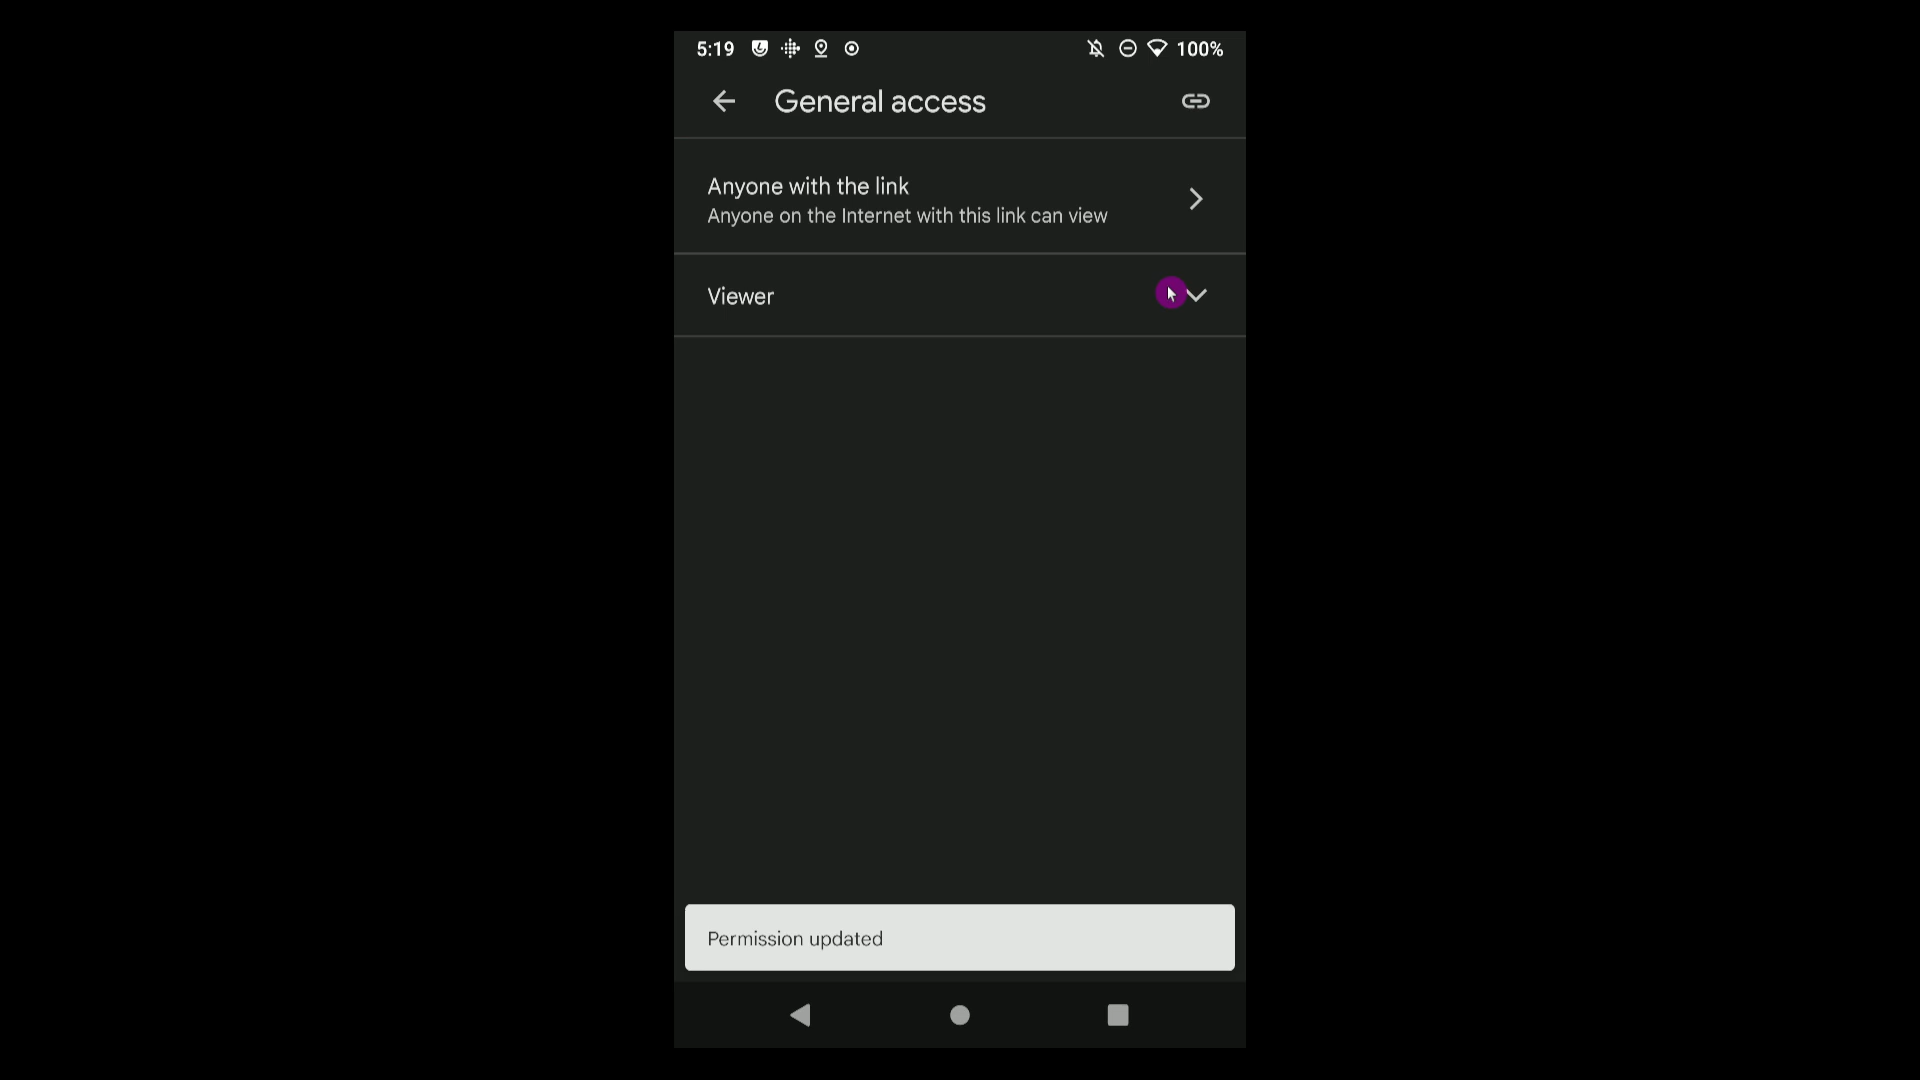 5:19
100%
General access
Anyone with the link
Anyone on the Internet with this link can view
Viewer
Permission updated